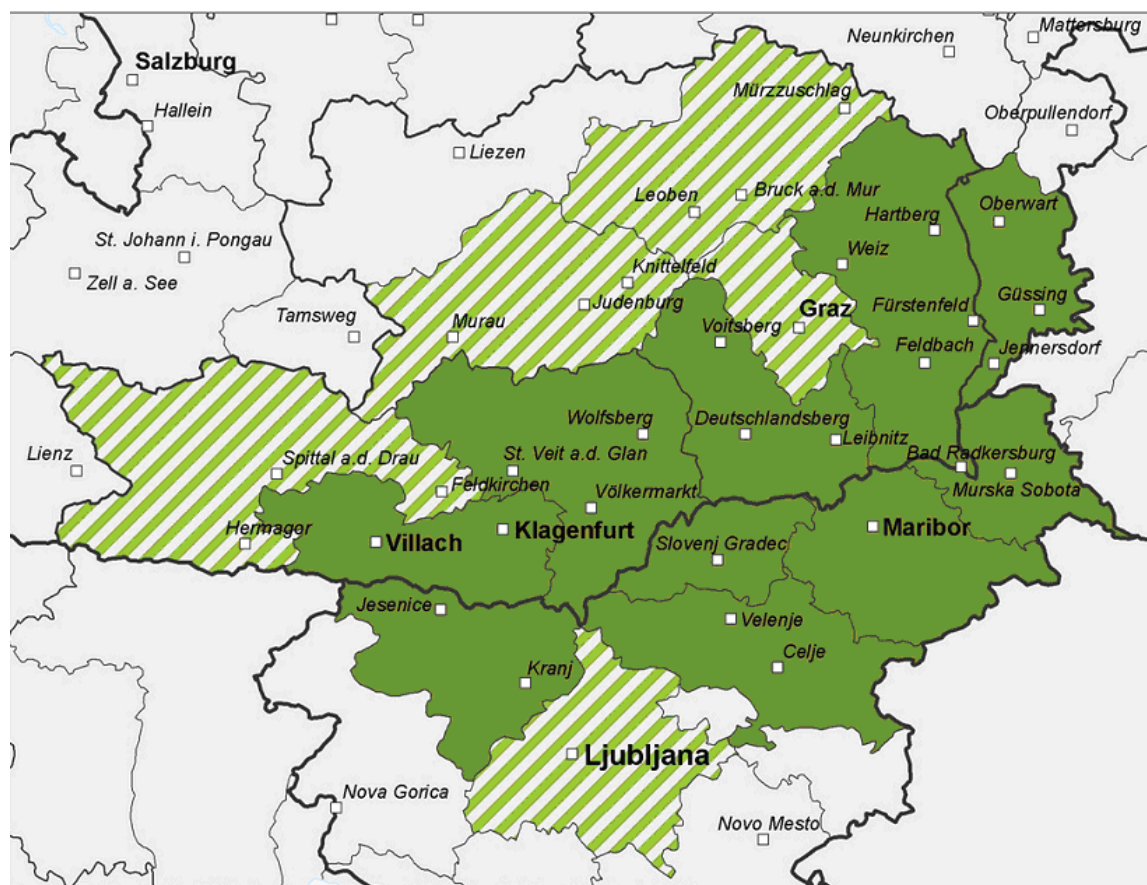 Mattersburg
Neunkirchen
Salzburg
Mürzzuschlag
Hallein
Oberpullendorf
Liezen
Leoben
Bruck a.d. Mur
Oberwart
Hartberg
St. Johann i. Pongau
Weiz
Zell a. See
Knittelfeld
Güssing
Judenburg
Fürstenfeld
Graz
Tamsweg
Murau
Voitsberg
Feldbach
Jennersdorf
Wolfsberg
Deutschlandsberg
Leibnitz
Lienz
Spittal a.d. Drau
St. Veit a.d. Glan
Bad Radkersburg
Feldkirchen
Völkermarkt
Murska Sobota
Hermagor
Klagenfurt
Maribor
Villach
Slovenj Gradec
Jesenice
Velenje
Celje
Kranj
Ljubljana
Nova Gorica
Novo Mesto